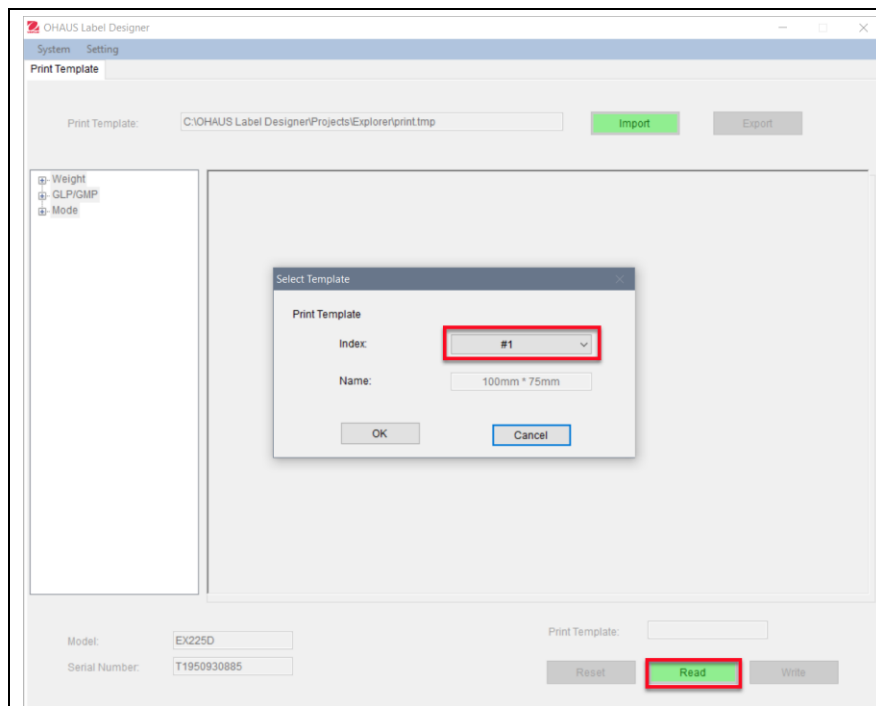 OHAUS Label Designer
System Setting
Print Template
Print Template: C:\OHAUS Label Designer\Projects\Explorer\print.tmp Import Export
Weight
GLP/GMP
Mode
Select Template
Print Template
Index: #1
Name: 100mm * 75mm
OK Cancel
Print Template:
Model: EX225D
Serial Number: T1950930885 Reset Read Write